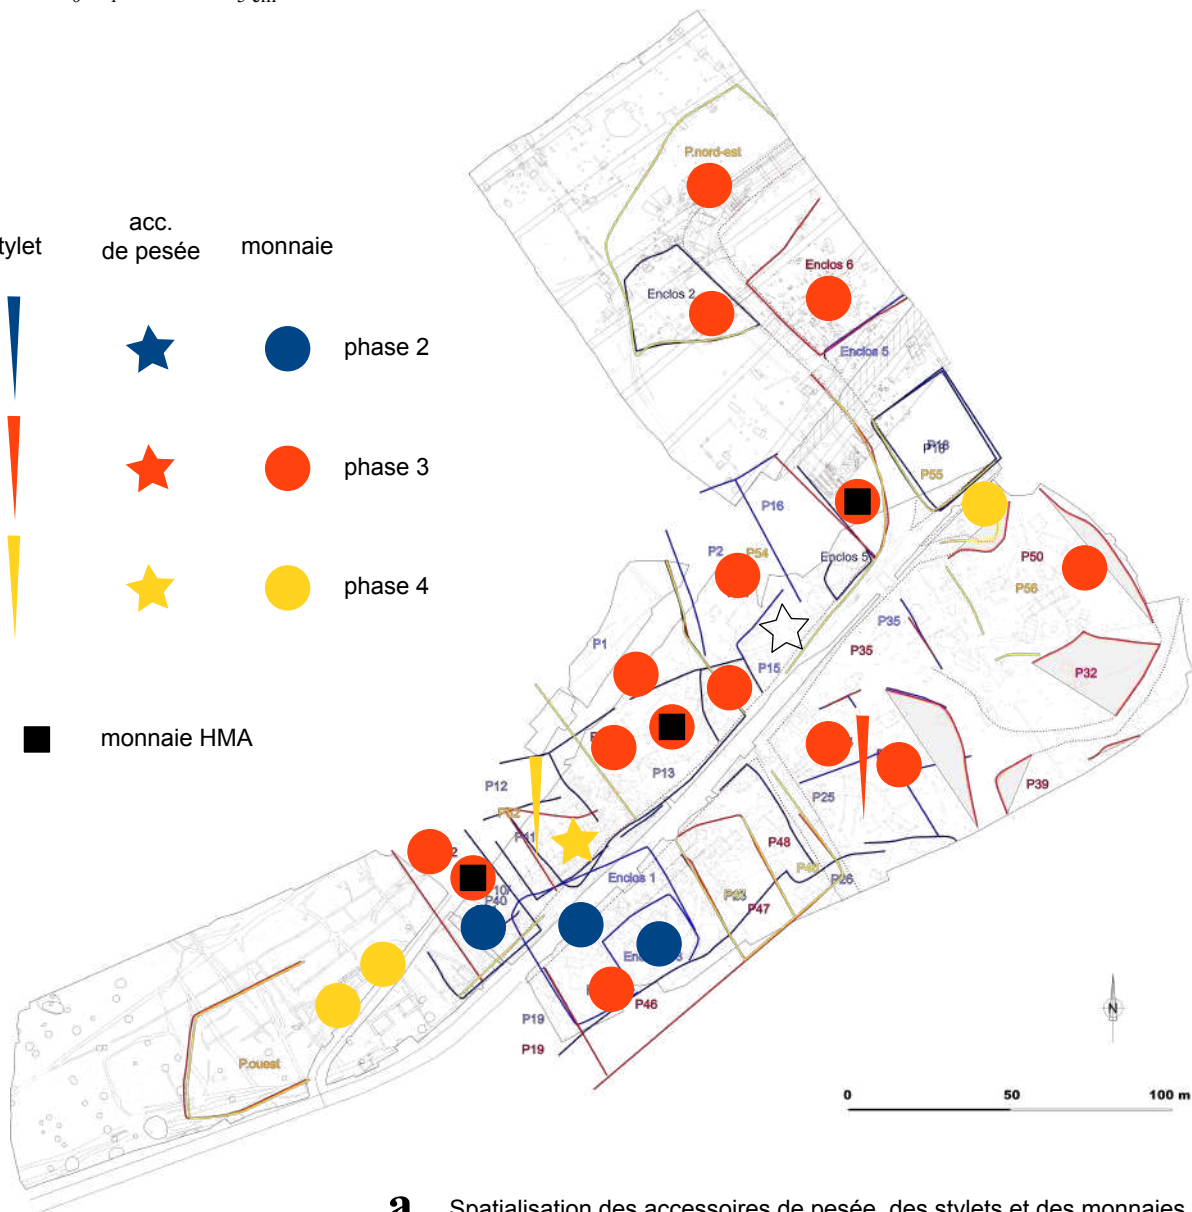 tylet
acc.
de pesée
monnaie
phase 2
phase 3
phase 4
monnaie HMA
P.nord-est
Enclos 6
Enclos 2
Enclos 5
P18
P55
P16
P2
P54
Enclos 5
P50
P56
P35
P35
P1
P15
P32
P13
P12
P11
P25
P39
P48
P26
Enclos 1
P40
P47
P46
P19
P19
P.ouest
N
0 50 100 m
a Spatialisation des accessoires de pesée, des stylets et des monnaies